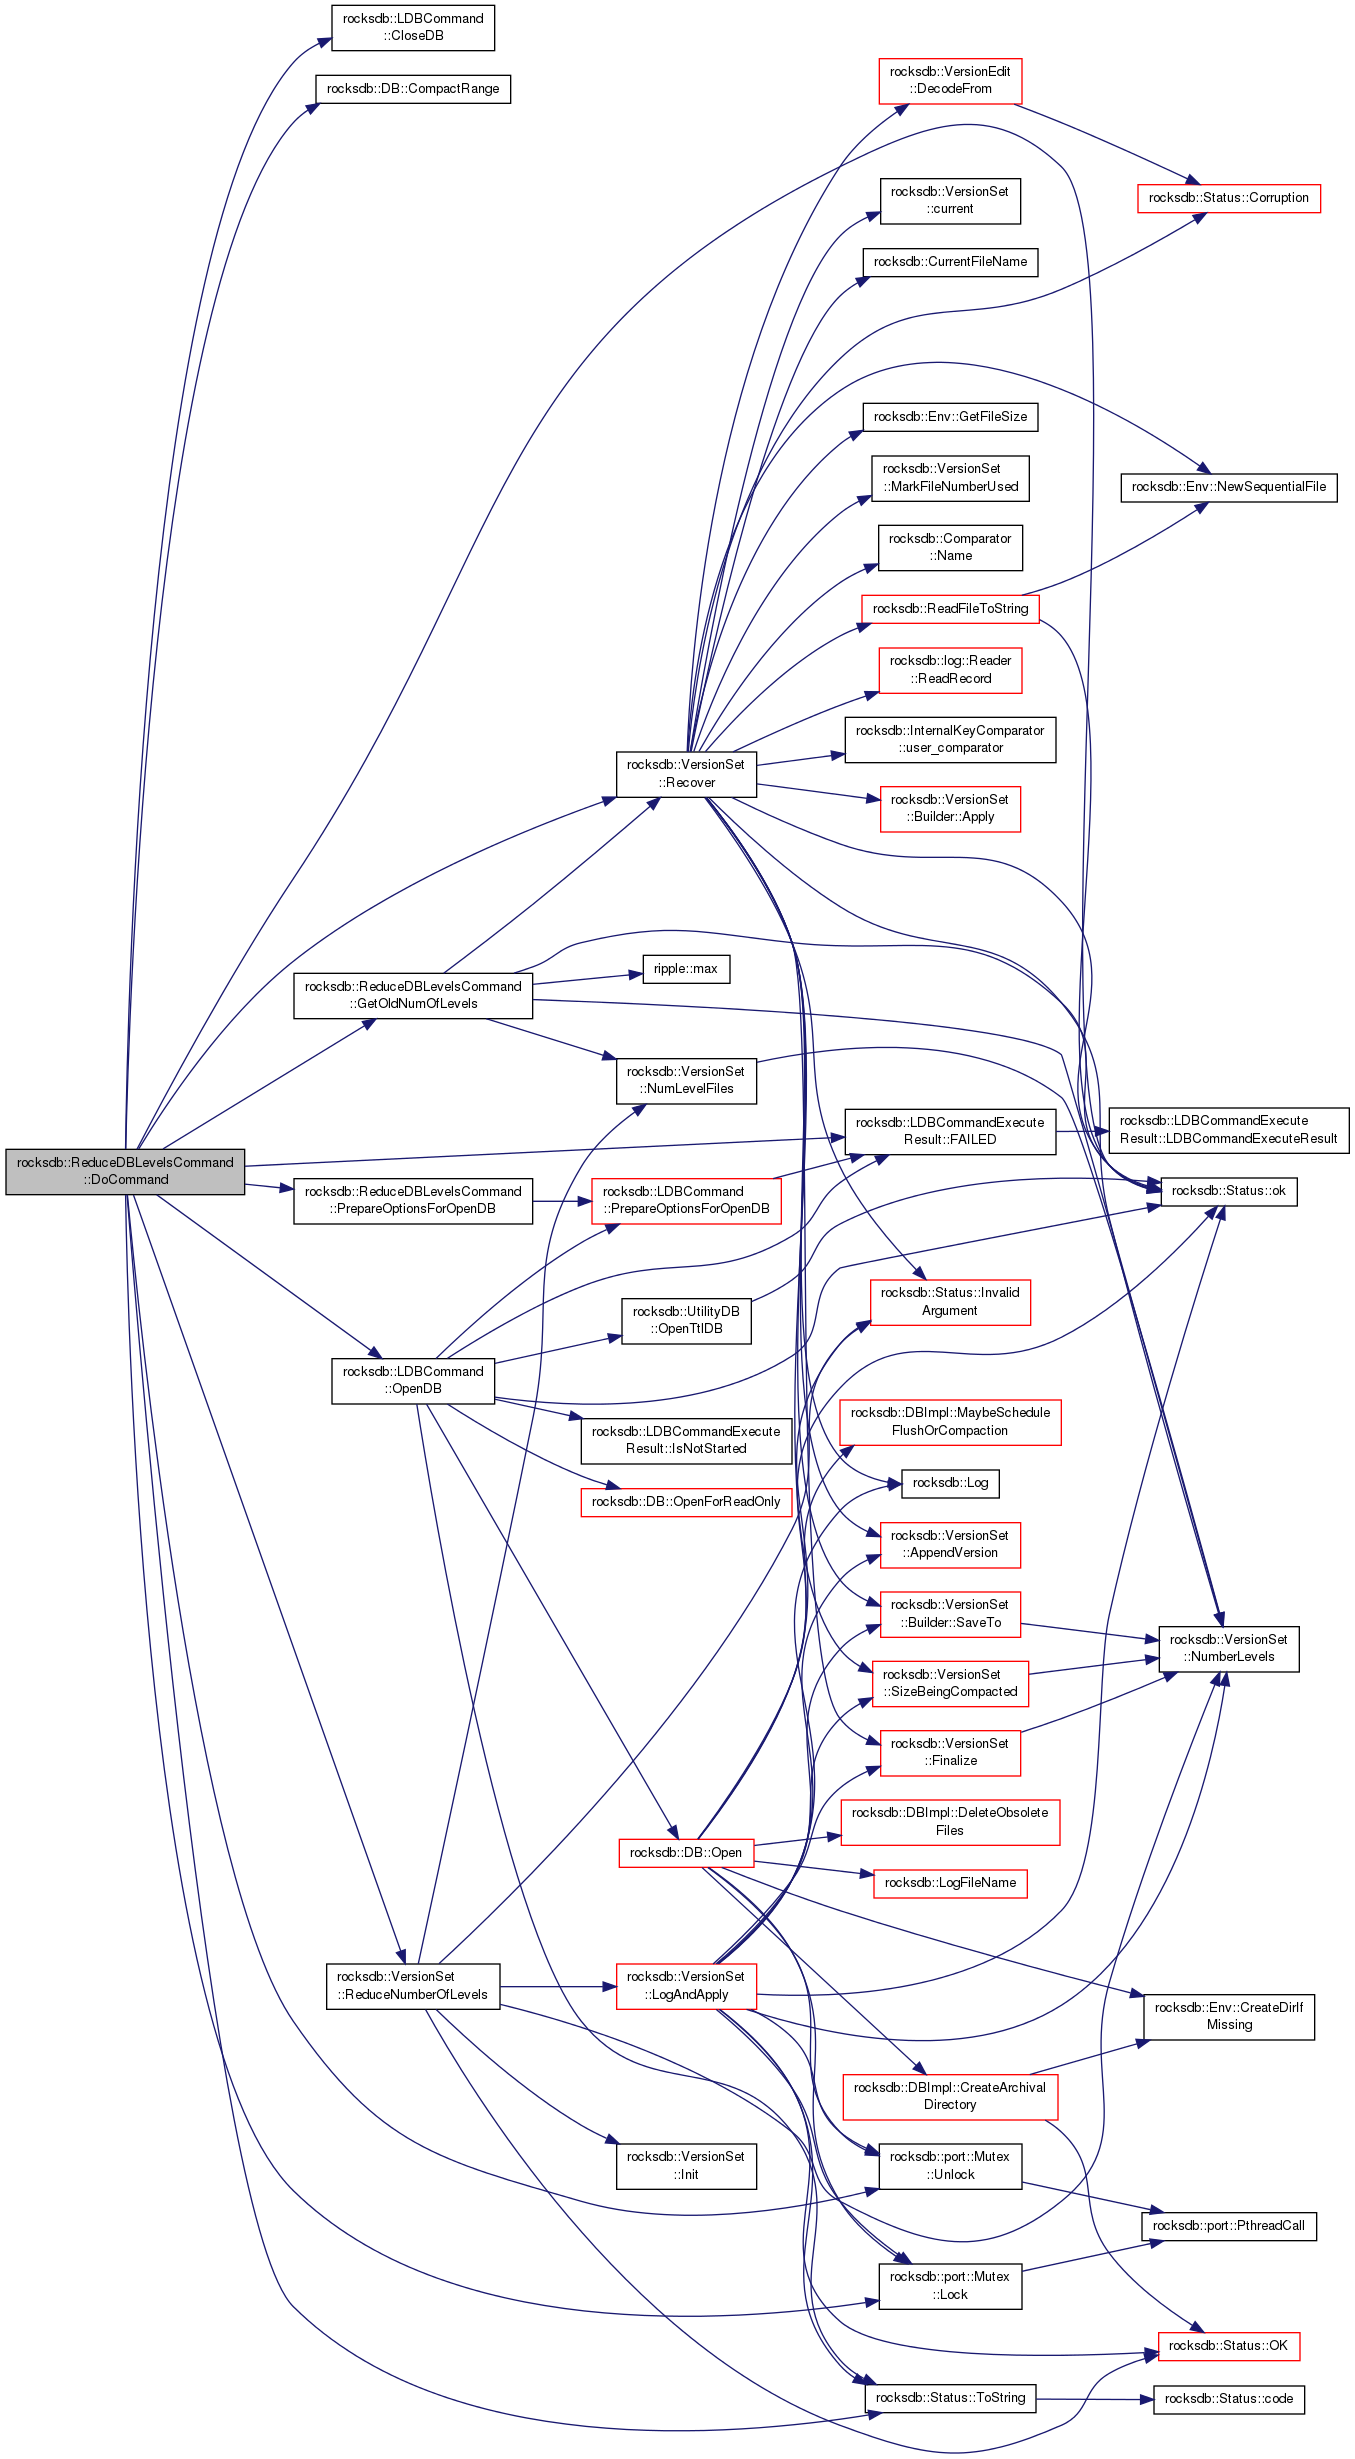 rocksdb::LDBCommand
::CloseDB
rocksdb::DB::CompactRange
rocksdb::VersionEdit
::DecodeFrom
rocksdb::VersionSet
::current
rocksdb::Status::Corruption
rocksdb::CurrentFileName
rocksdb::Env::GetFileSize
rocksdb::VersionSet
::MarkFileNumberUsed
rocksdb::Env::NewSequentialFile
rocksdb::Comparator
::Name
rocksdb::ReadFileToString
rocksdb::log::Reader
::ReadRecord
rocksdb::InternalKeyComparator
::user_comparator
rocksdb::VersionSet
::Recover
rocksdb::VersionSet
::Builder::Apply
ripple::max
rocksdb::ReduceDBLevelsCommand
::GetOldNumOfLevels
rocksdb::VersionSet
::NumLevelFiles
rocksdb::LDBCommandExecute
Result::FAILED
rocksdb::LDBCommandExecute
Result::LDBCommandExecuteResult
rocksdb::ReduceDBLevelsCommand
::DoCommand
rocksdb::ReduceDBLevelsCommand
::PrepareOptionsForOpenDB
rocksdb::LDBCommand
::PrepareOptionsForOpenDB
rocksdb::Status::ok
rocksdb::Status::Invalid
Argument
rocksdb::UtilityDB
::OpenTtlDB
rocksdb::LDBCommand
::OpenDB
rocksdb::DBImpl::MaybeSchedule
FlushOrCompaction
rocksdb::LDBCommandExecute
Result::IsNotStarted
rocksdb::Log
rocksdb::DB::OpenForReadOnly
rocksdb::VersionSet
::AppendVersion
rocksdb::VersionSet
::Builder::SaveTo
rocksdb::VersionSet
::NumberLevels
rocksdb::VersionSet
::SizeBeingCompacted
rocksdb::VersionSet
::Finalize
rocksdb::DBImpl::DeleteObsolete
Files
rocksdb::DB::Open
rocksdb::LogFileName
rocksdb::VersionSet
::ReduceNumberOfLevels
rocksdb::VersionSet
::LogAndApply
rocksdb::Env::CreateDirIf
Missing
rocksdb::DBImpl::CreateArchival
Directory
rocksdb::VersionSet
::Init
rocksdb::port::Mutex
::Unlock
rocksdb::port::PthreadCall
rocksdb::port::Mutex
::Lock
rocksdb::Status::OK
rocksdb::Status::ToString
rocksdb::Status::code